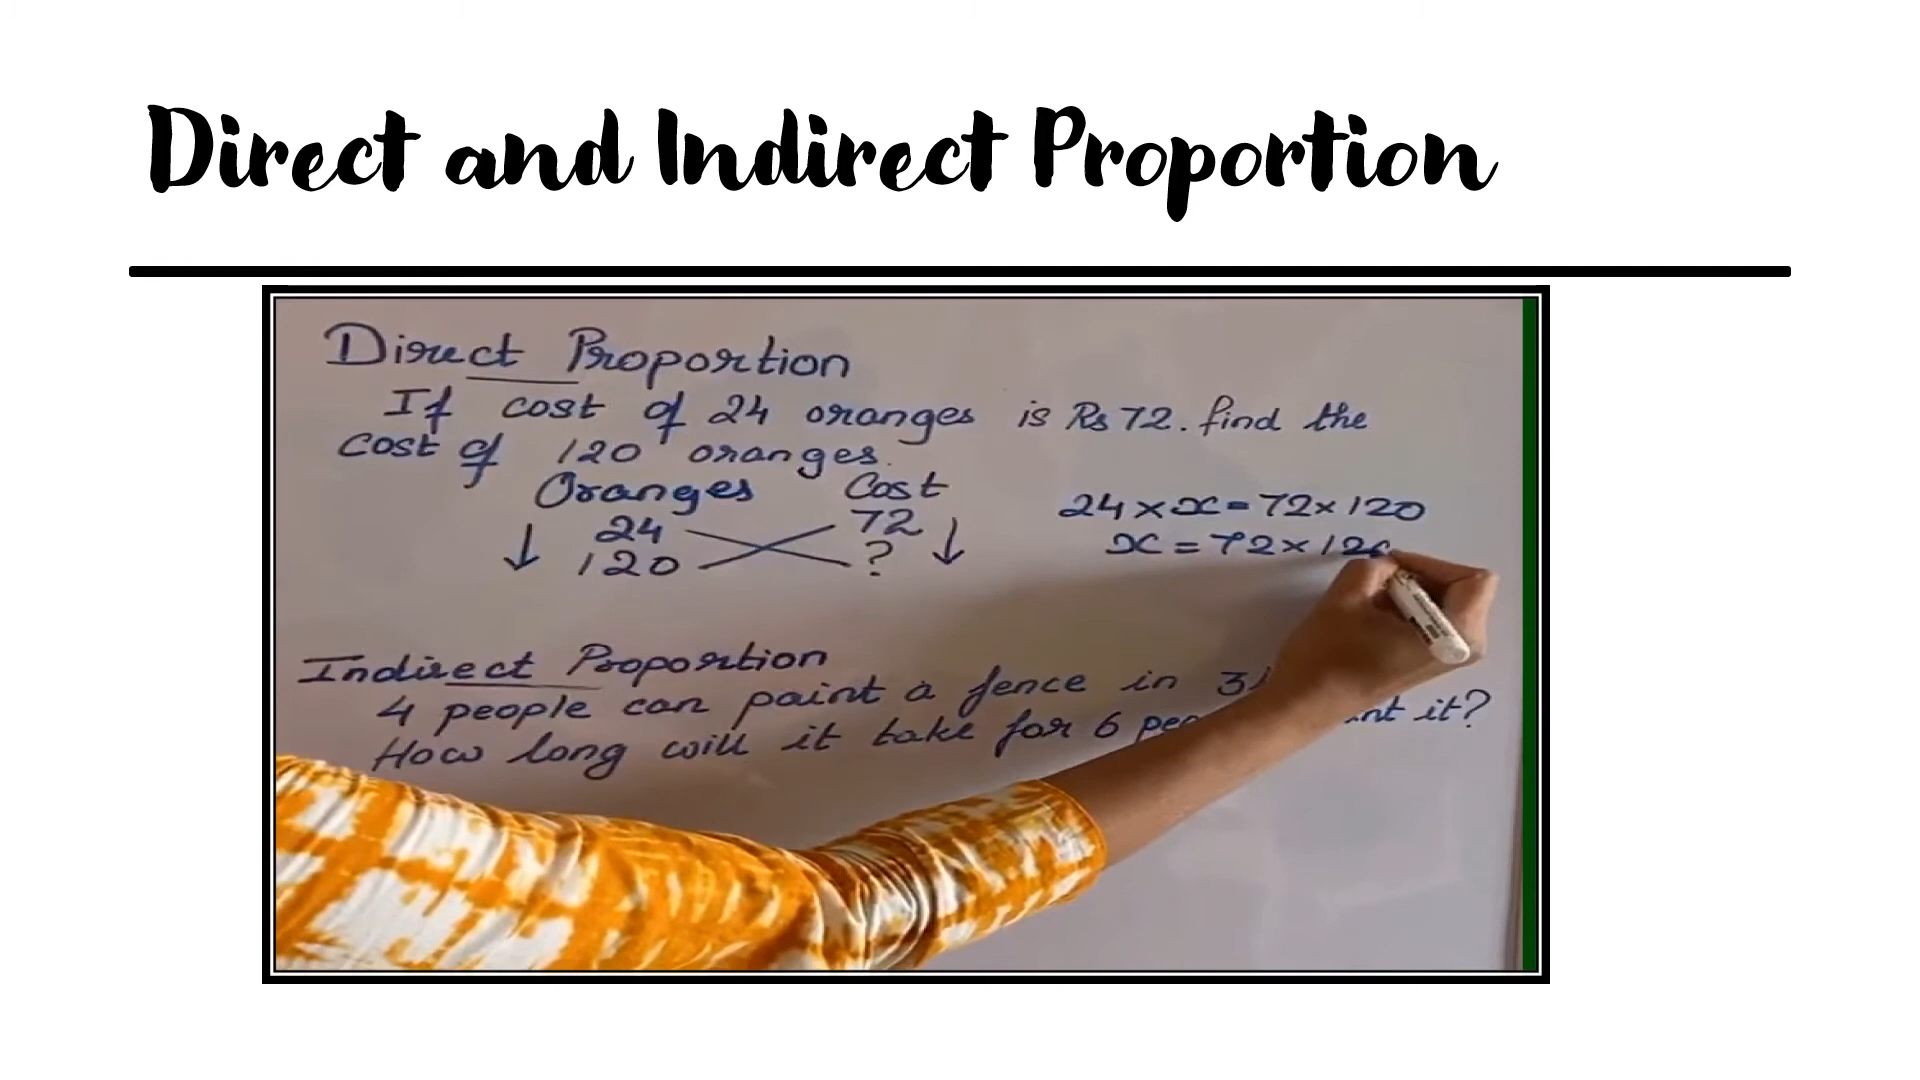 Direct and Indirect Proportion
Direct Proportion
If cost of 24 oranges is Rs 72. find the
cost of 120 oranges.
Oranges Cost
24 72
120 ?
24 × x = 72 × 120
x = 72 × 120
Indirect Proportion
4 people can paint a fence in 3
How long will it take for 6 it?